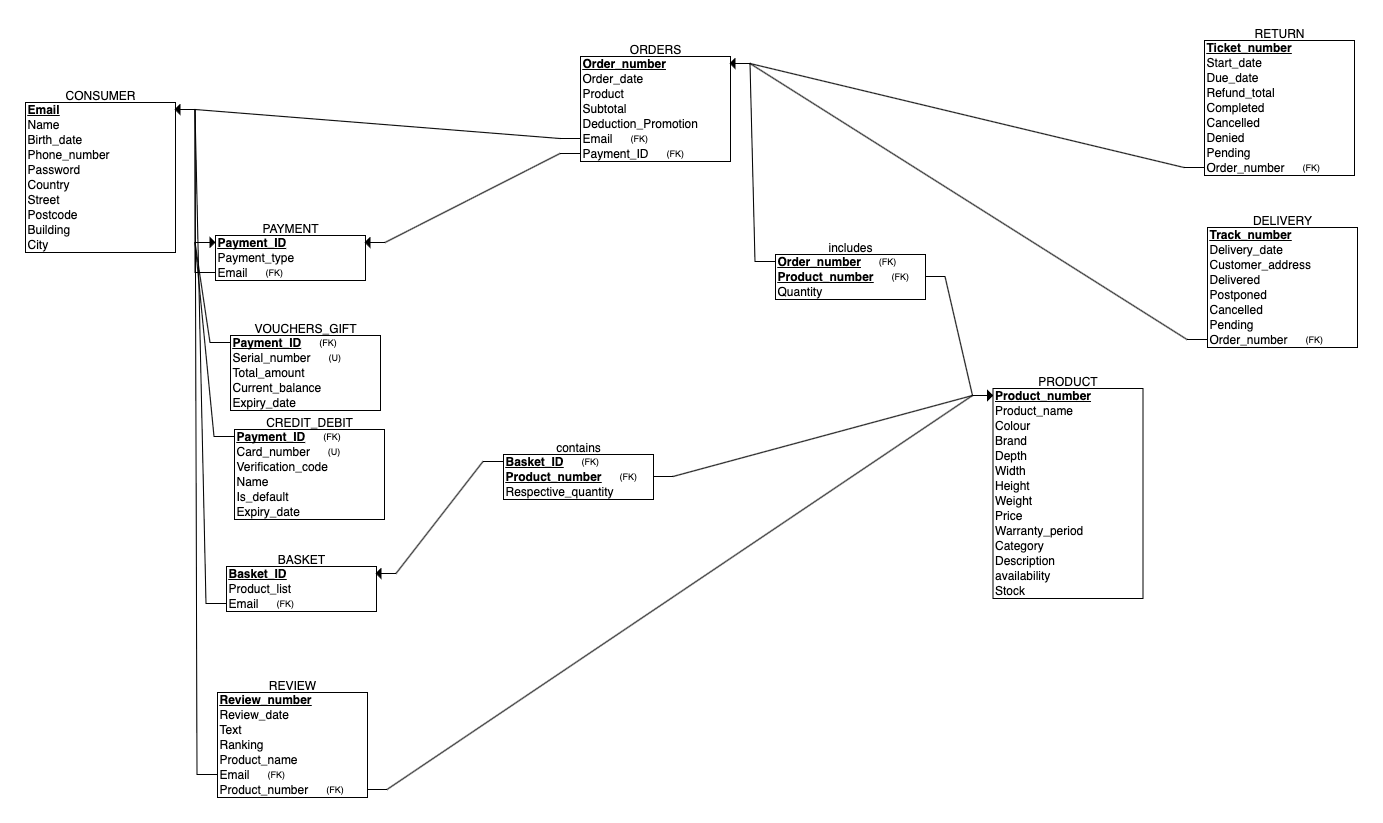 CONSUMER
Email
Name
Birth_date
Phone_number
Password
Country
Street
Postcode
Building
City
ORDERS
Order_number
Order_date
Product
Subtotal
Deduction_Promotion
Email (FK)
Payment_ID (FK)
RETURN
Ticket_number
Start_date
Due_date
Refund_total
Completed
Cancelled
Denied
Pending
Order_number (FK)
PAYMENT
Payment_ID
Payment_type
Email (FK)
includes
Order_number (FK)
Product_number (FK)
Quantity
DELIVERY
Track_number
Delivery_date
Customer_address
Delivered
Postponed
Cancelled
Pending
Order_number (FK)
VOUCHERS_GIFT
Payment_ID (FK)
Serial_number (U)
Total_amount
Current_balance
Expiry_date
CREDIT_DEBIT
Payment_ID (FK)
Card_number (U)
Verification_code
Name
Is_default
Expiry_date
contains
Basket_ID (FK)
Product_number (FK)
Respective_quantity
PRODUCT
Product_number
Product_name
Colour
Brand
Depth
Width
Height
Weight
Price
Warranty_period
Category
Description
availability
Stock
BASKET
Basket_ID
Product_list
Email (FK)
REVIEW
Review_number
Review_date
Text
Ranking
Product_name
Email (FK)
Product_number (FK)